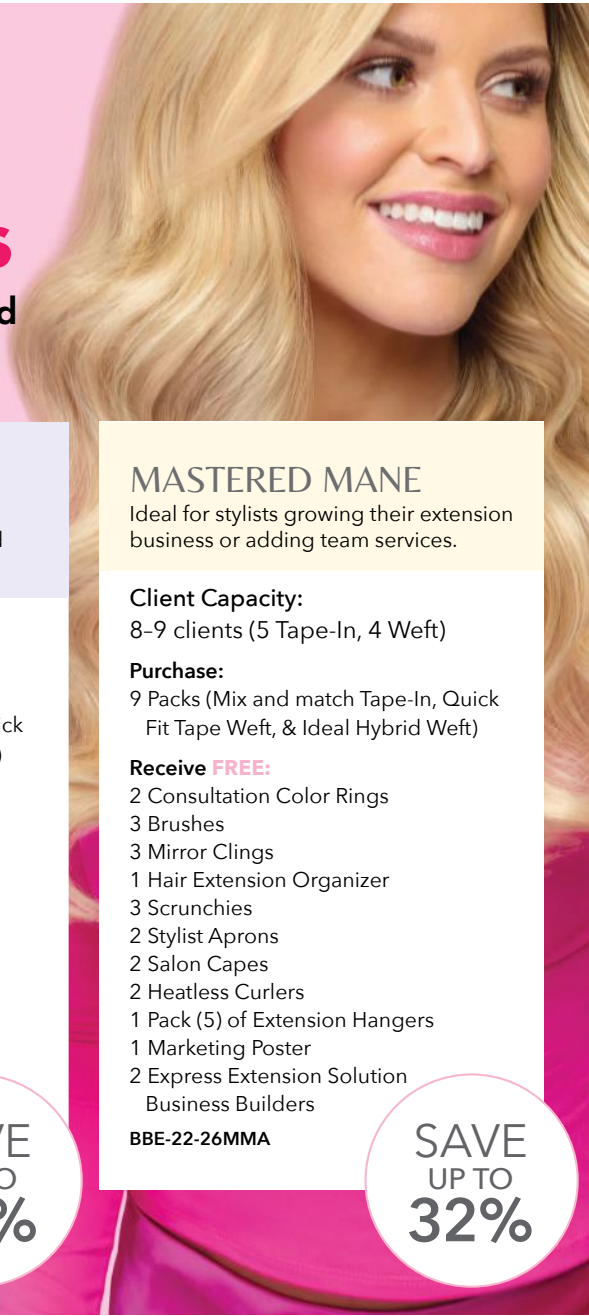 MASTERED MANE
Ideal for stylists growing their extension
business or adding team services.
Client Capacity:
8–9 clients (5 Tape-In, 4 Weft)
Purchase:
9 Packs (Mix and match Tape-In, Quick
Fit Tape Weft, & Ideal Hybrid Weft)
Receive FREE:
2 Consultation Color Rings
3 Brushes
3 Mirror Clings
1 Hair Extension Organizer
3 Scrunchies
2 Stylist Aprons
2 Salon Capes
2 Heatless Curlers
1 Pack (5) of Extension Hangers
1 Marketing Poster
2 Express Extension Solution
Business Builders
BBE-22-26MMA
SAVE
UP TO
32%